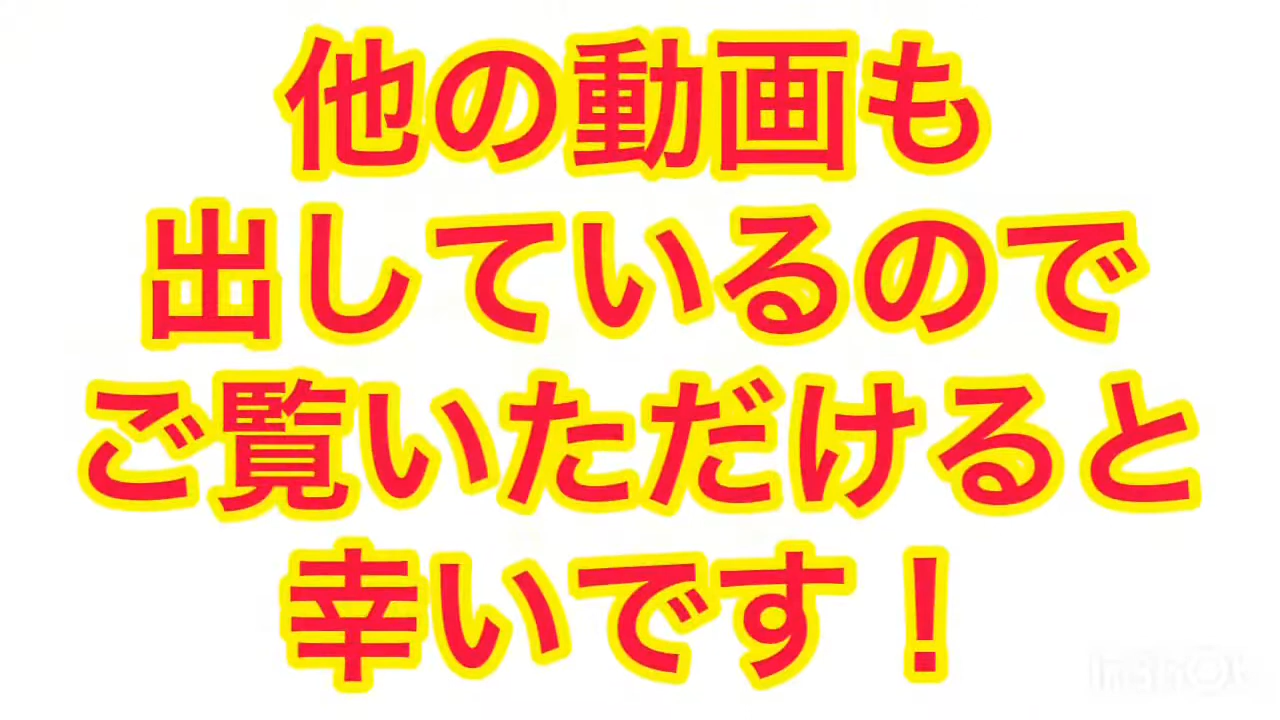 他の動画も
出しているので
ご覧いただけると
幸いです！